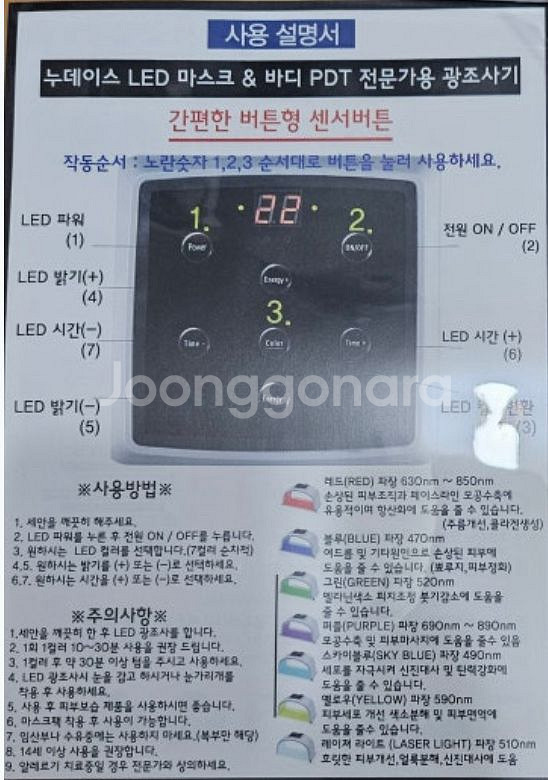 사용 설명서
누데이스 LED 마스크 & 바디 PDT 전문가용 광조사기
간편한 버튼형 센서버튼
작동순서 : 노란숫자 1,2,3 순서대로 버튼을 눌러 사용하세요.
LED 파워
(1)
1.
22
2.
전원 ON / OFF
(2)
Power
ON/OFF
LED 밝기(+)
(4)
Energy +
3.
LED 시간(-)
(7)
Time -
Color
Time +
LED 시간 (+)
(6)
Joonggonara
LED 밝기(-)
(5)
Energy -
LED
변환
(3)
※사용방법※
1. 세안을 깨끗히 해주세요.
2. LED 파워를 누른 후 전원 ON / OFF를 누릅니다.
3. 원하시는 LED 컬러를 선택합니다.(7컬러 순차적)
4,5. 원하시는 밝기를 (+) 또는 (-)로 선텍하세요.
6.7. 원하시는 시간을 (+) 또는 (-)로 선택하세요.
※주의사항※
1.세안을 깨끗히 한 후 LED 광조사를 합니다.
2. 1회 1컬러 10~30분 사용을 권장 드립니다.
3. 1컬러 후 약 30분 이상 텀을 주시고 사용하세요.
4. LED 광조사시 눈을 감고 하시거나 눈가리개를
착용 후 사용하세요.
5. 사용 후 피부보습 제품을 사용하시면 좋습니다.
6. 마스크팩 착용 후 사용이 가능합니다.
7. 임산부나 수유중에는 사용하지 마세요.(복부만 해당)
8. 14세 이상 사용을 권장합니다.
9. 알레르기 치료중일 경우 전문가와 상의하세요.
레드(RED) 파장 630nm ~ 850nm
손상된 피부조직과 페이스라인 모공수축에
유용적이며 항산화에 도움을 줄 수 있습니다.
(주름개선,콜라겐생성)
블루(BLUE) 파장 470nm
여드름 및 기타원인으로 손상된 피부에
도움을 줄 수 있습니다. (뾰루지,피부정화)
그린(GREEN) 파장 520nm
멜라닌색소 피지조정 붓기감소에 도움을
줄 수 있습니다.
퍼플(PURPLE) 파장 690nm ~ 890nm
모공수축 및 피부마사지에 도움을 줄수 있음
스카이블루(SKY BLUE) 파장 490nm
세포를 자극시켜 신진대사 및 탄력강화에
도움을 줄 수 있습니다.
옐로우(YELLOW) 파장 590nm
피부세포 개선 색소분해 및 피부면역에
도움을 줄수 있습니다.
레이져 라이트 (LASER LIGHT) 파장 510nm
흐릿한 피부개선,얼룩분해,신진대사에 도움